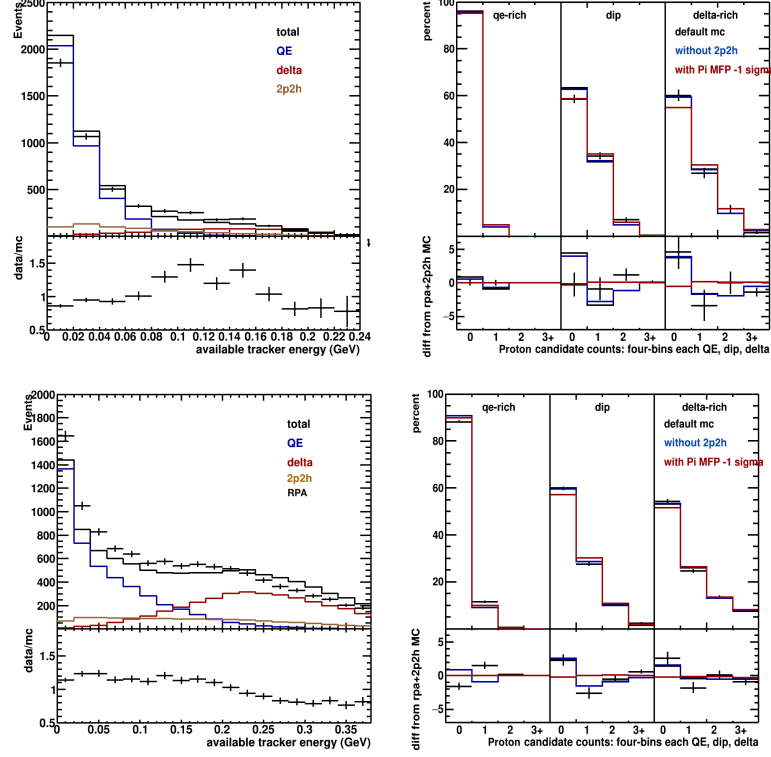 Events
2500
2000
1500
1000
500
total
QE
delta
2p2h
data/mc
1.5
1
0.5
0 0.02 0.04 0.06 0.08 0.1 0.12 0.14 0.16 0.18 0.2 0.22 0.24
available tracker energy (GeV)
percent
100
80
60
40
20
qe-rich dip delta-rich
default mc
without 2p2h
with Pi MFP -1 sigma
diff from rpa+2p2h MC
5
0
−5
0 1 2 3+ 0 1 2 3+ 0 1 2 3+
Proton candidate counts: four-bins each QE, dip, delta
Events
2000
1800
1600
1400
1200
1000
800
600
400
200
total
QE
delta
2p2h
RPA
data/mc
1.5
1
0.5
0 0.05 0.1 0.15 0.2 0.25 0.3 0.35
available tracker energy (GeV)
percent
100
80
60
40
20
qe-rich dip delta-rich
default mc
without 2p2h
with Pi MFP -1 sigma
diff from rpa+2p2h MC
5
0
−5
0 1 2 3+ 0 1 2 3+ 0 1 2 3+
Proton candidate counts: four-bins each QE, dip, delta